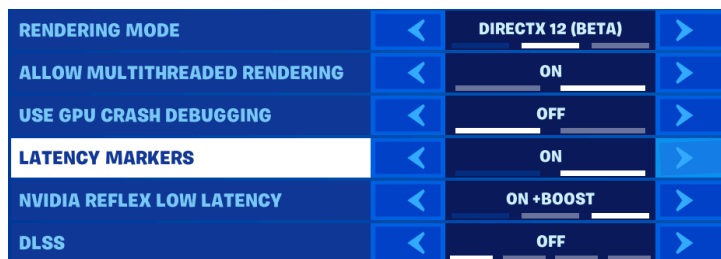 RENDERING MODE DIRECTX 12 (BETA)
ALLOW MULTITHREADED RENDERING ON
USE GPU CRASH DEBUGGING OFF
LATENCY MARKERS ON
NVIDIA REFLEX LOW LATENCY ON +BOOST
DLSS OFF